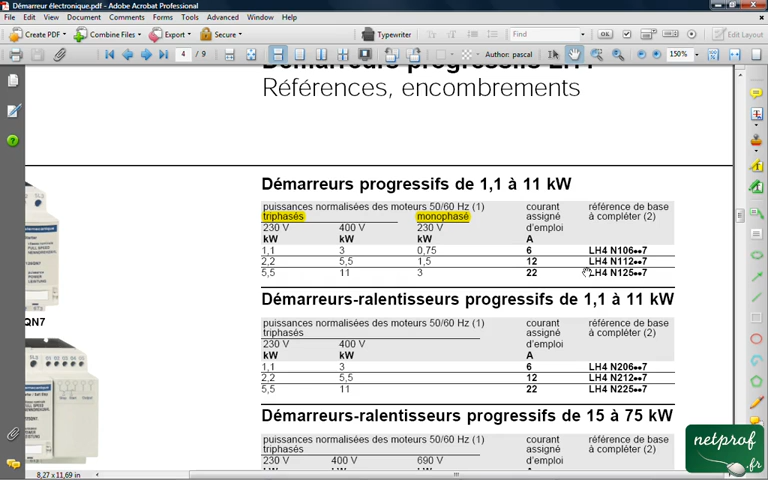 Démarreur électronique.pdf - Adobe Acrobat Professional
File Edit View Document Comments Forms Tools Advanced Window Help
Create PDF Combine Files Export Secure Typewriter Find Edit Layout
4 / 9 Author: pascal 150%
Références, encombrements
Démarreurs progressifs de 1,1 à 11 kW
puissances normalisées des moteurs 50/60 Hz (1) courant référence de base
triphasés monophasé assigné à compléter (2)
230 V 400 V 230 V d'emploi
kW kW kW A
1,1 3 0,75 6 LH4 N106●●7
2,2 5,5 1,5 12 LH4 N112●●7
5,5 11 3 22 LH4 N125●●7
QN7
Démarreurs-ralentisseurs progressifs de 1,1 à 11 kW
puissances normalisées des moteurs 50/60 Hz (1) courant référence de base
triphasés assigné à compléter (2)
230 V 400 V d'emploi
kW kW A
1,1 3 6 LH4 N206●●7
2,2 5,5 12 LH4 N212●●7
5,5 11 22 LH4 N225●●7
Démarreurs-ralentisseurs progressifs de 15 à 75 kW
puissances normalisées des moteurs 50/60 Hz (1) courant référence de base
triphasés assigné à compléter (2)
230 V 400 V 690 V d'emploi
netprof
.fr
8,27 x 11,69 in